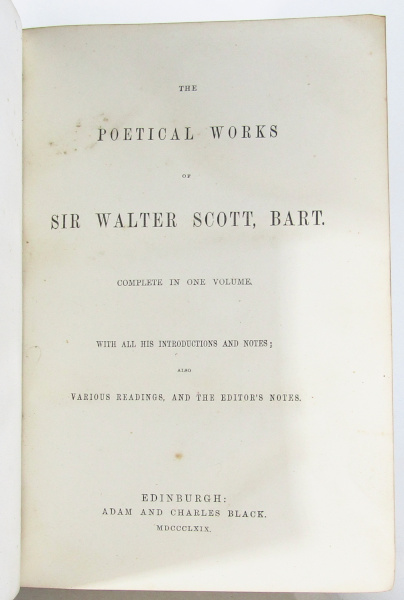 THE
POETICAL WORKS
OF
SIR WALTER SCOTT, BART.
COMPLETE IN ONE VOLUME.
WITH ALL HIS INTRODUCTIONS AND NOTES;
ALSO
VARIOUS READINGS, AND THE EDITOR'S NOTES.
EDINBURGH:
ADAM AND CHARLES BLACK.
MDCCCLXIX.